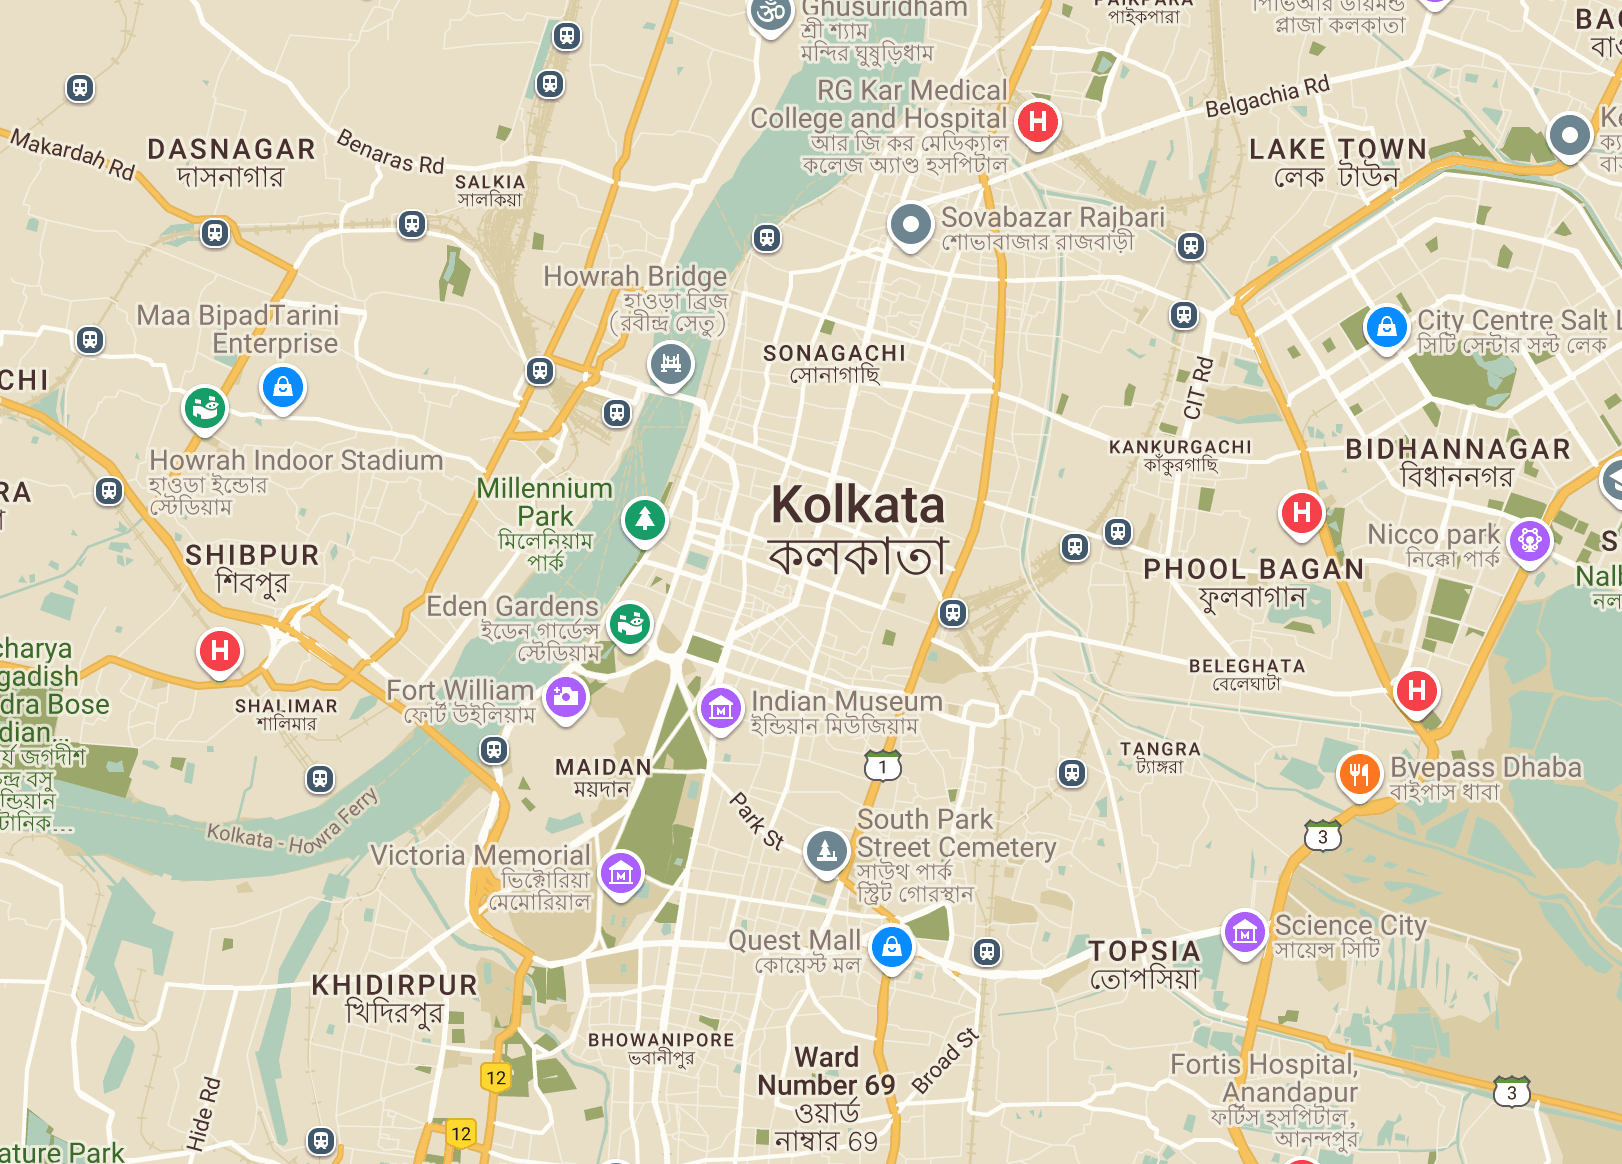 Ghusuridham
শ্রী শ্যাম
মন্দির ঘুষুড়িধাম
PAIKPARA
পাইকপারা
পিভিআর ডায়মন্ড
প্লাজা কলকাতা
RG Kar Medical
College and Hospital
আর জি কর মেডিক্যাল
কলেজ অ্যাণ্ড হসপিটাল
Belgachia Rd
LAKE TOWN
লেক টাউন
Makardah Rd
DASNAGAR
দাসনাগার
Benaras Rd
SALKIA
সালকিয়া
Sovabazar Rajbari
শোভাবাজার রাজবাড়ী
Howrah Bridge
হাওড়া ব্রিজ
(রবীন্দ্র সেতু)
Maa BipadTarini
Enterprise
SONAGACHI
সোনাগাছি
City Centre Salt L
সিটি সেন্টার সল্ট লেক
CHI
CIT Rd
Howrah Indoor Stadium
হাওডা ইন্ডোর
স্টেডিয়াম
KANKURGACHI
কাঁকুরগাছি
BIDHANNAGAR
বিধাননগর
RA
Millennium
Park
মিলেনিয়াম
পার্ক
Kolkata
কলকাতা
Nicco park
নিক্কো পার্ক
SHIBPUR
শিবপুর
PHOOL BAGAN
ফুলবাগান
Nalb
নল
Eden Gardens
ইডেন গার্ডেন্স
স্টেডিয়াম
charya
gadish
dra Bose
dian...
র্য জগদীশ
ন্দ্র বসু
ন্ডিয়ান
টানিক...
BELEGHATA
বেলেঘাটা
Fort William
ফোর্ট উইলিয়াম
SHALIMAR
শালিমার
Indian Museum
ইন্ডিয়ান মিউজিয়াম
MAIDAN
ময়দান
1
TANGRA
ট্যাঙ্গরা
Byepass Dhaba
বাইপাস ধাবা
Kolkata - Howra Ferry
Park St
3
South Park
Street Cemetery
সাউথ পার্ক
স্ট্রিট গোরস্থান
Victoria Memorial
ভিক্টোরিয়া
মেমোরিয়াল
Quest Mall
কোয়েস্ট মল
Science City
সায়েন্স সিটি
TOPSIA
তোপসিয়া
KHIDIRPUR
খিদিরপুর
BHOWANIPORE
ভবানীপুর
Ward
Number 69
ওয়ার্ড
নাম্বার 69
Broad St
12
Hide Rd
12
Fortis Hospital,
Anandapur
ফর্টিস হসপিটাল,
আনন্দপুর
3
ature Park